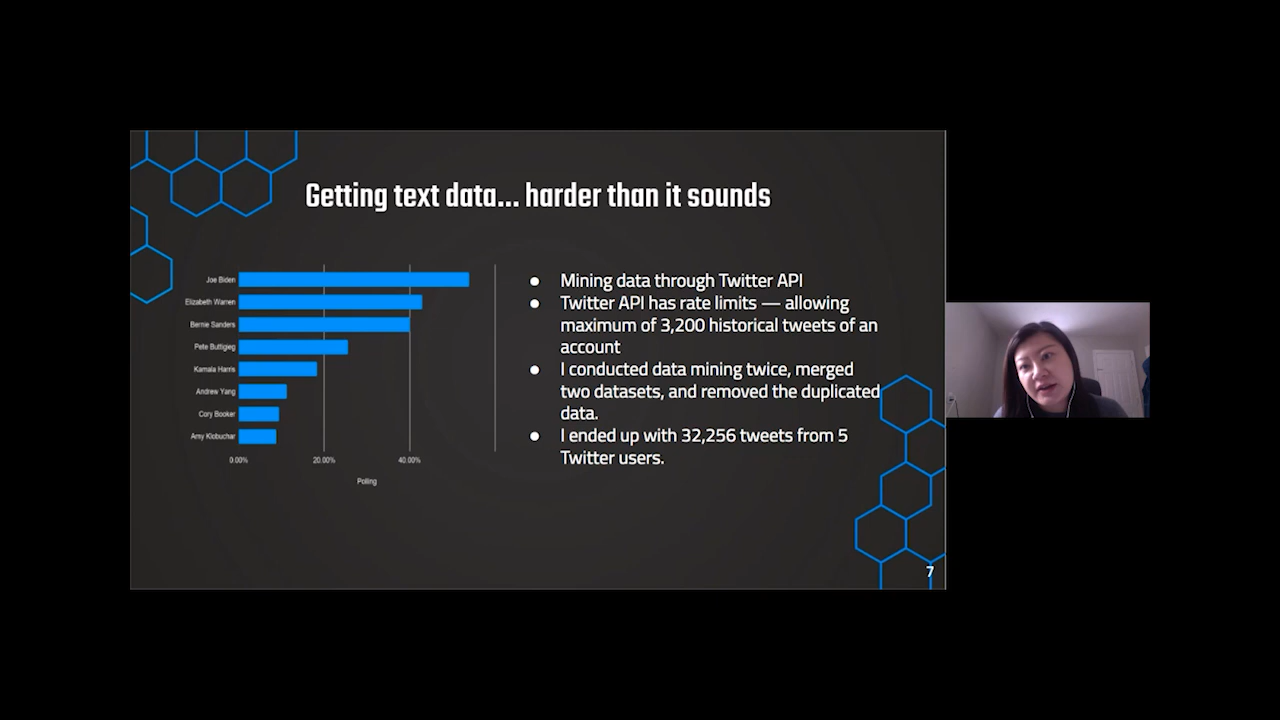 Getting text data... harder than it sounds
Joe Biden
Elizabeth Warren
Bernie Sanders
Pete Buttigieg
Kamala Harris
Andrew Yang
Cory Booker
Amy Klobuchar
0.00%
20.00%
40.00%
Polling
● Mining data through Twitter API
● Twitter API has rate limits — allowing
maximum of 3,200 historical tweets of an
account
● I conducted data mining twice, merged
two datasets, and removed the duplicated
data.
● I ended up with 32,256 tweets from 5
Twitter users.
7